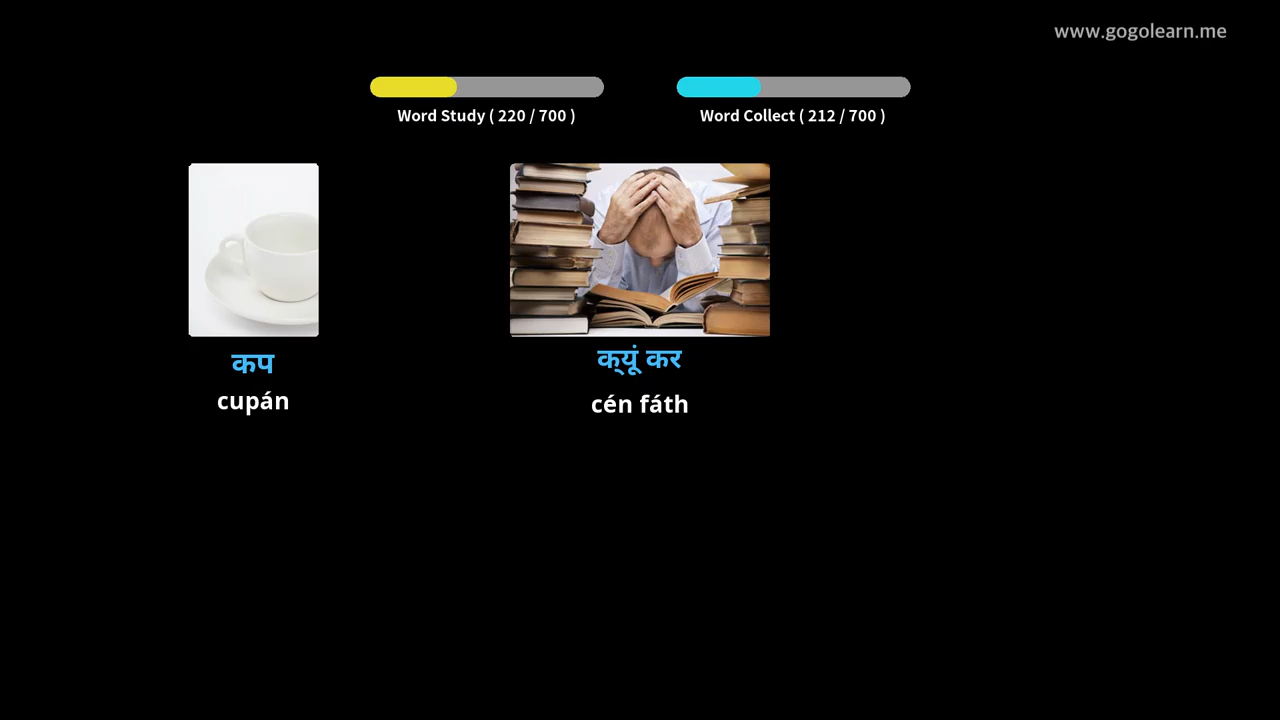 www.gogolearn.me
Word Study ( 220 / 700 )
Word Collect ( 212 / 700 )
कप
cupán
क्यूं कर
cén fáth